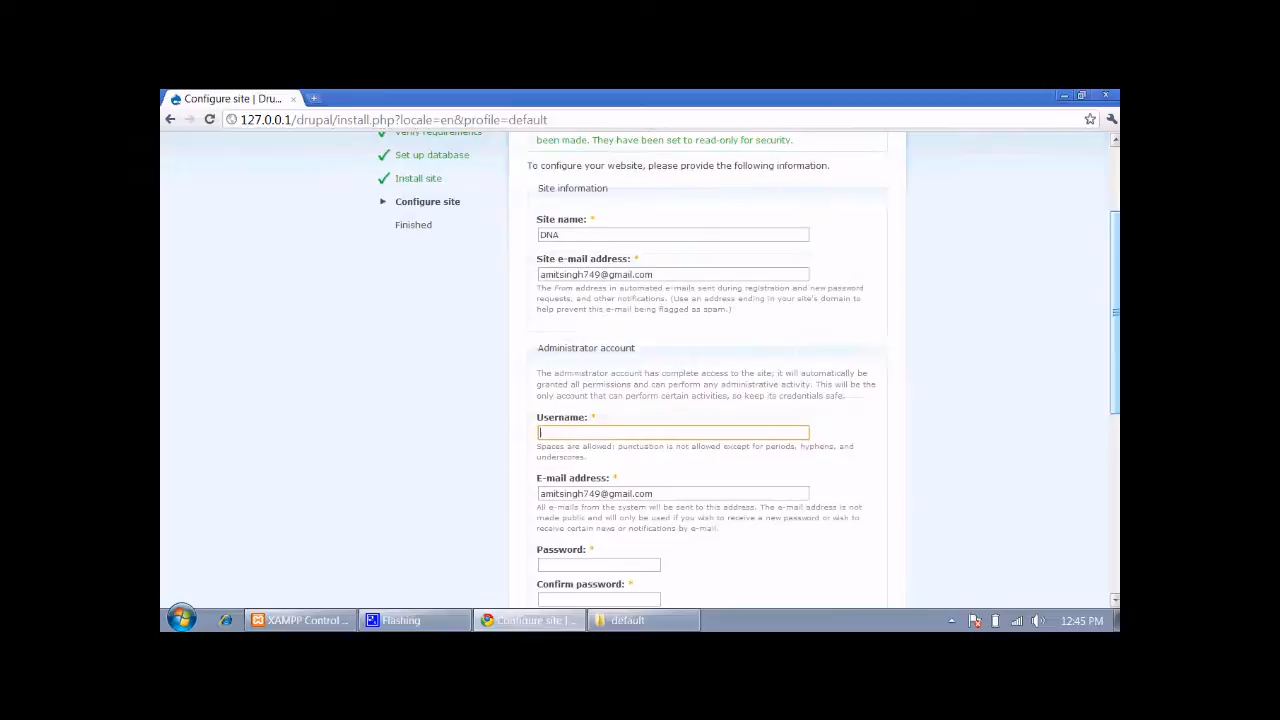 Configure site | Dru...
127.0.0.1/drupal/install.php?locale=en&profile=default
Verify requirements
Set up database
Install site
Configure site
Finished
been made. They have been set to read-only for security.
To configure your website, please provide the following information.
Site information
Site name: *
DNA
Site e-mail address: *
amitsingh749@gmail.com
The From address in automated e-mails sent during registration and new password
requests, and other notifications. (Use an address ending in your site's domain to
help prevent this e-mail being flagged as spam.)
Administrator account
The administrator account has complete access to the site; it will automatically be
granted all permissions and can perform any administrative activity. This will be the
only account that can perform certain activities, so keep its credentials safe.
Username: *
Spaces are allowed; punctuation is not allowed except for periods, hyphens, and
underscores.
E-mail address: *
amitsingh749@gmail.com
All e-mails from the system will be sent to this address. The e-mail address is not
made public and will only be used if you wish to receive a new password or wish to
receive certain news or notifications by e-mail.
Password: *
Confirm password: *
XAMPP Control ...
Flashing
Configure site | ...
default
12:45 PM